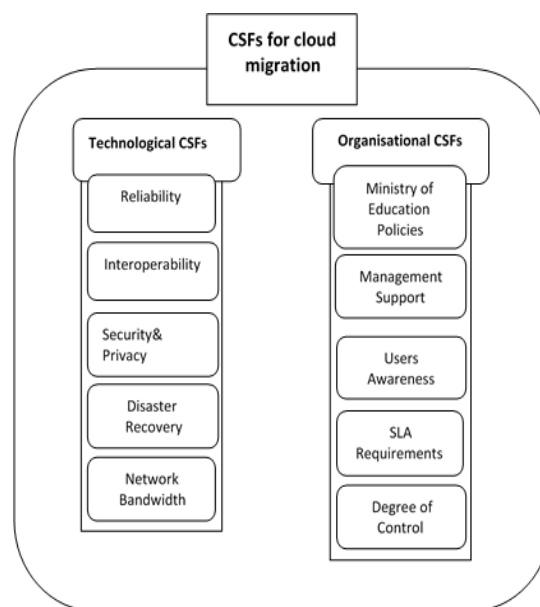 CSFs for cloud
migration
Technological CSFs
Reliability
Interoperability
Security&
Privacy
Disaster
Recovery
Network
Bandwidth
Organisational CSFs
Ministry of
Education
Policies
Management
Support
Users
Awareness
SLA
Requirements
Degree of
Control